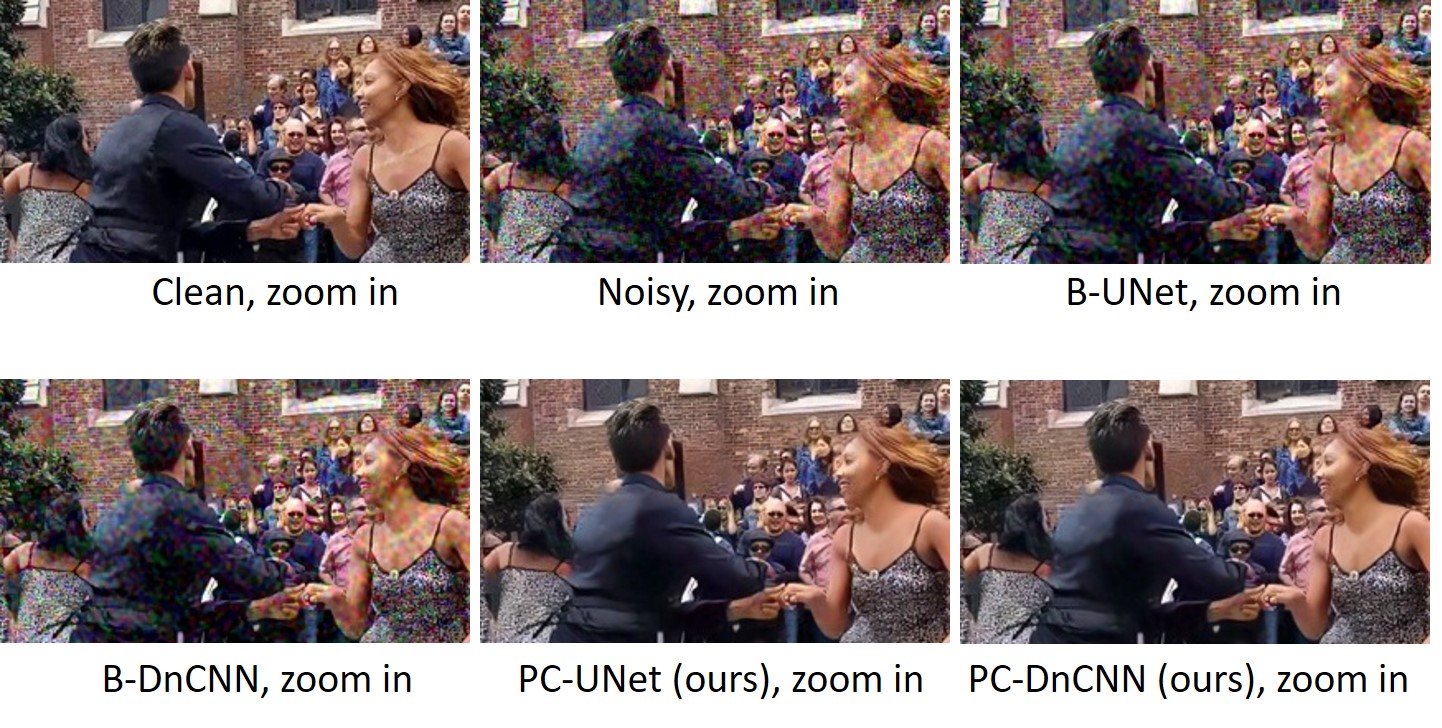 Clean, zoom in
Noisy, zoom in
B-UNet, zoom in
B-DnCNN, zoom in
PC-UNet (ours), zoom in
PC-DnCNN (ours), zoom in